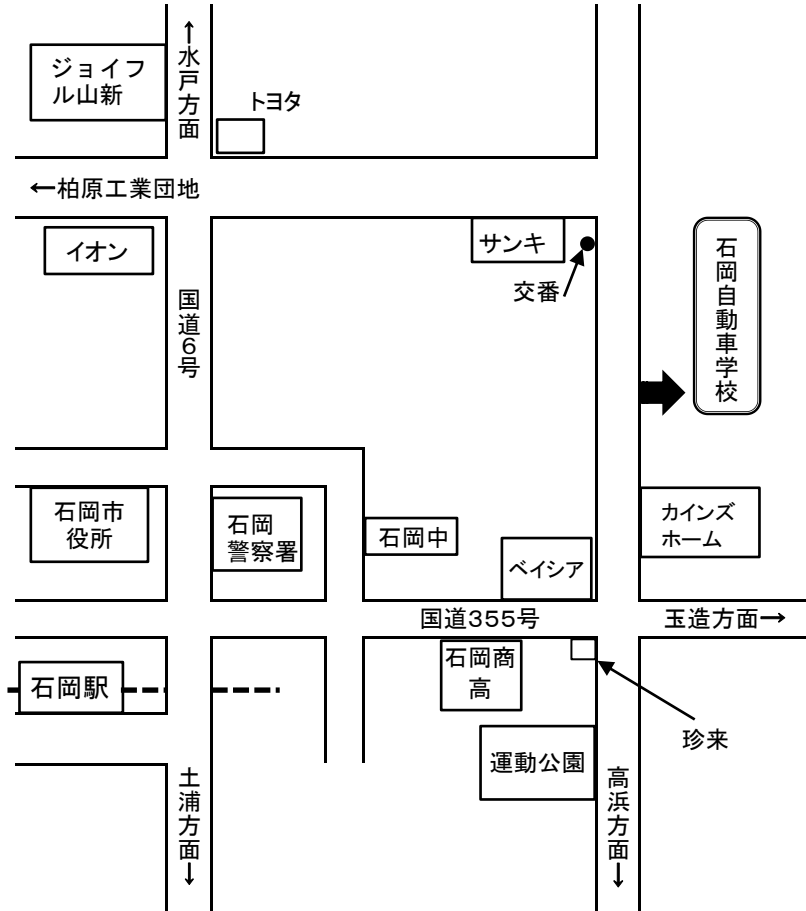 ↑水戸方面
ジョイフ
ル山新
トヨタ
←柏原工業団地
イオン
サンキ
交番
石岡自動車学校
国道6号
石岡市
役所
石岡
警察署
石岡中
ベイシア
カインズ
ホーム
国道355号
玉造方面→
石岡駅
石岡商
高
珍来
運動公園
土浦方面↓
高浜方面↓